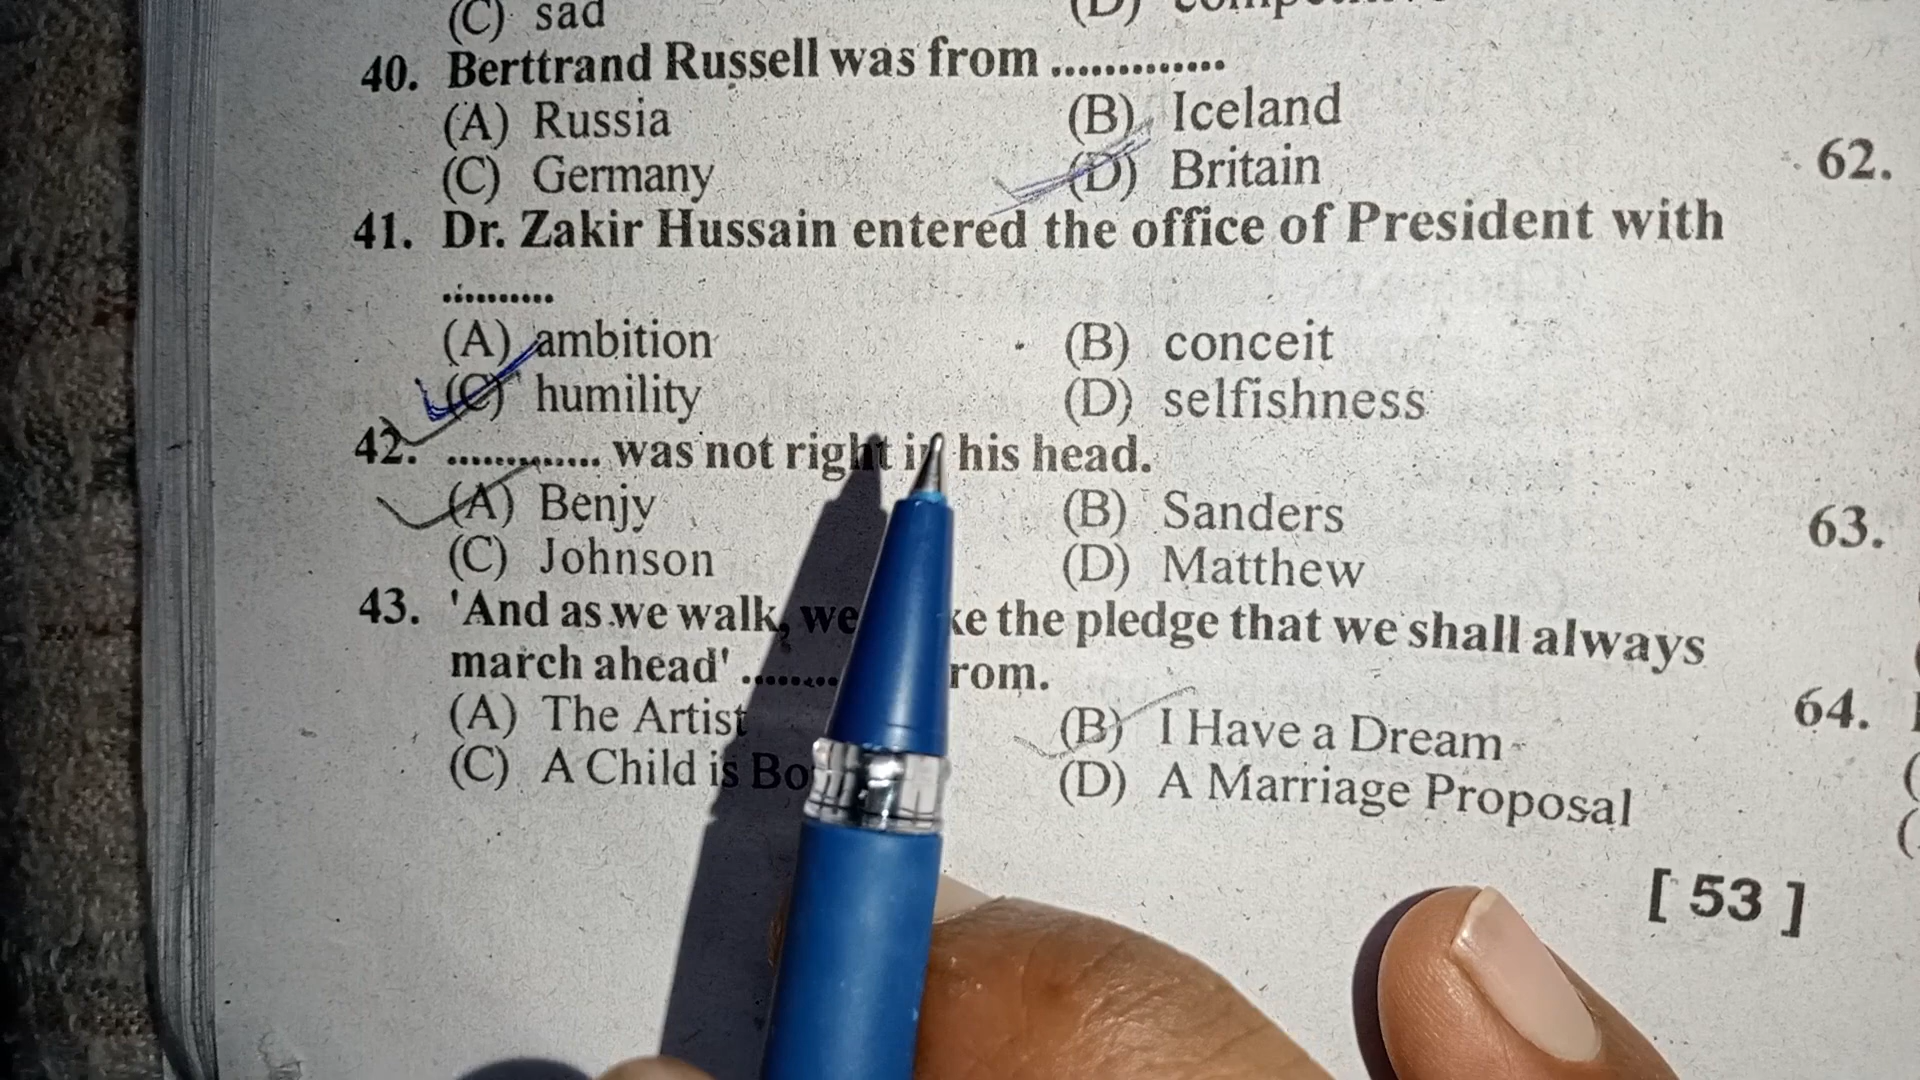 (C) sad
40. Berttrand Russell was from .............
(A) Russia (B) Iceland
(C) Germany (D) Britain
62.
41. Dr. Zakir Hussain entered the office of President with
..........
(A) ambition (B) conceit
(C) humility (D) selfishness
42. ............. was not right in his head.
(A) Benjy (B) Sanders
63.
(C) Johnson (D) Matthew
43. 'And as we walk, we the pledge that we shall always
march ahead' ........
(A) The Artist (B) I Have a Dream
64.
(C) A Child is (D) A Marriage Proposal
[ 53 ]